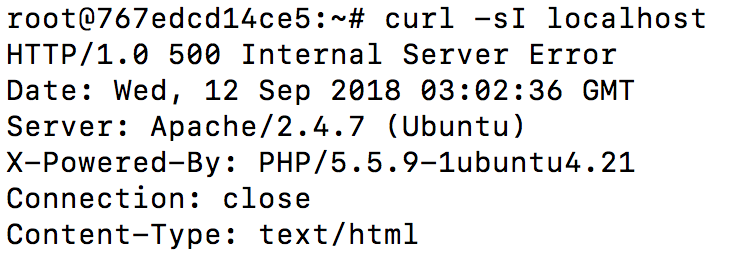 root@767edcd14ce5:~# curl -sI localhost
HTTP/1.0 500 Internal Server Error
Date: Wed, 12 Sep 2018 03:02:36 GMT
Server: Apache/2.4.7 (Ubuntu)
X-Powered-By: PHP/5.5.9-1ubuntu4.21
Connection: close
Content-Type: text/html